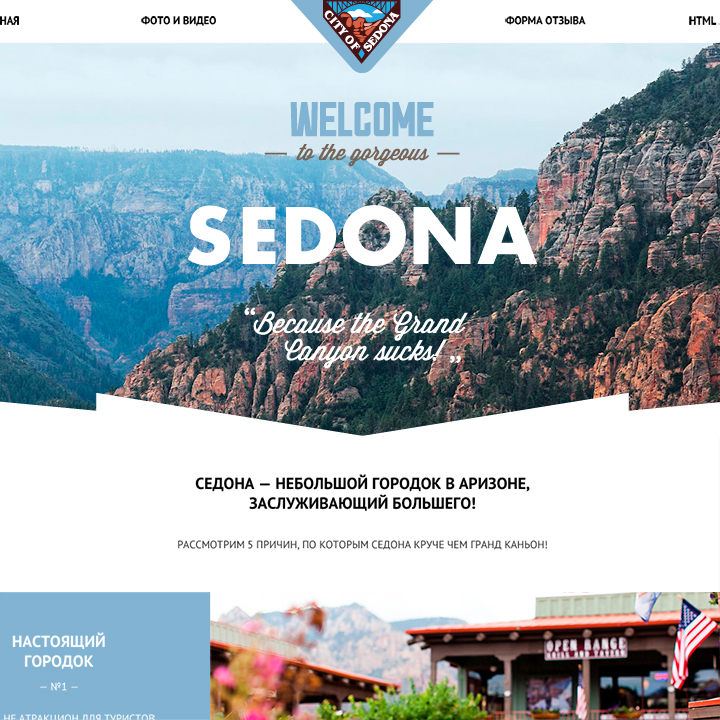 НАЯ
ФОТО И ВИДЕО
CITY OF SEDONA
ФОРМА ОТЗЫВА
HTML
WELCOME
— to the gorgeous —
SEDONA
“Because the Grand
Canyon sucks!„
СЕДОНА — НЕБОЛЬШОЙ ГОРОДОК В АРИЗОНЕ,
ЗАСЛУЖИВАЮЩИЙ БОЛЬШЕГО!
РАССМОТРИМ 5 ПРИЧИН, ПО КОТОРЫМ СЕДОНА КРУЧЕ ЧЕМ ГРАНД КАНЬОН!
НАСТОЯЩИЙ
ГОРОДОК
— №1 —
НЕ АТРАКЦИОН ДЛЯ ТУРИСТОВ
OPEN RANGE
GRILL AND TAVERN